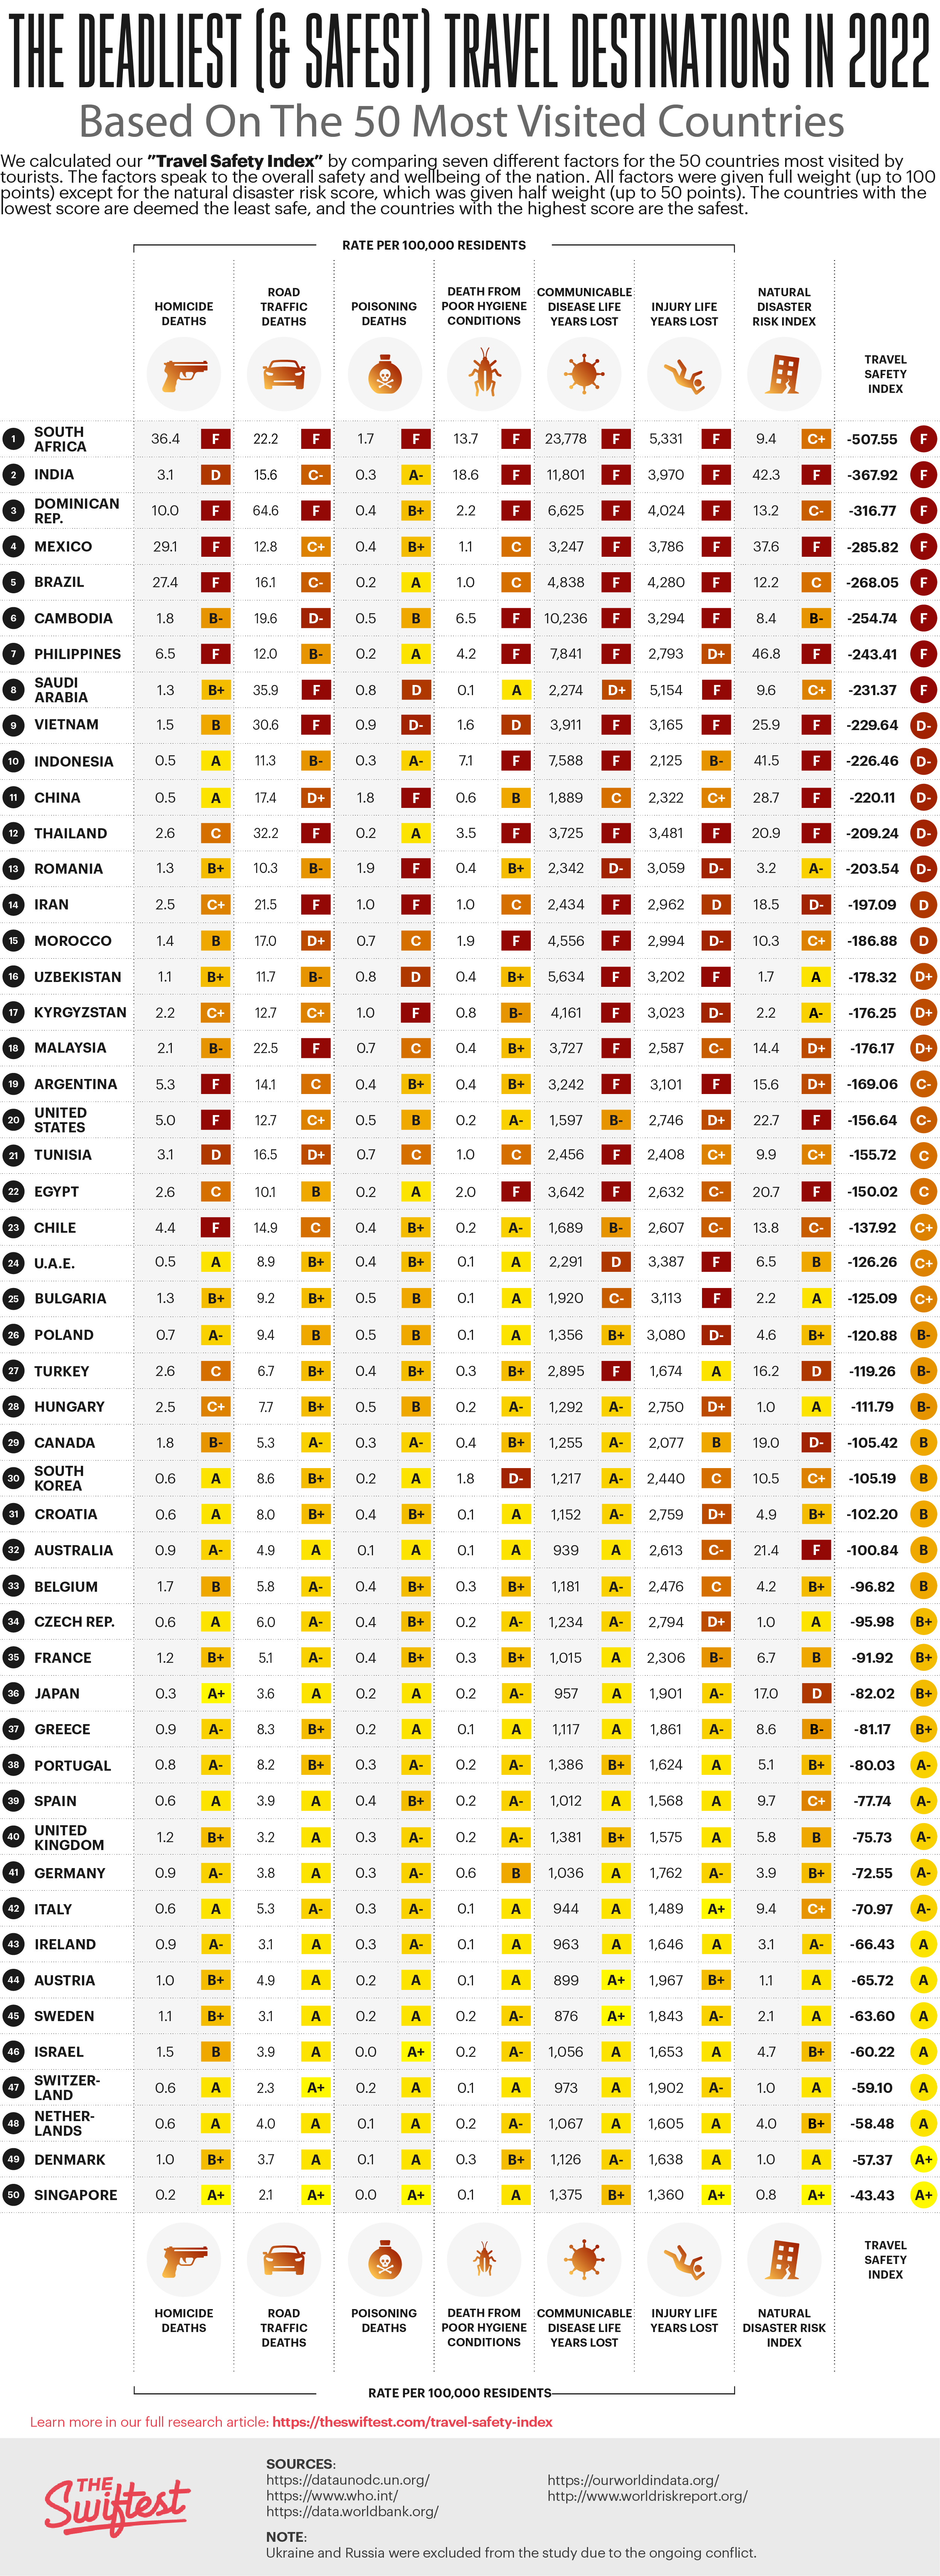 THE DEADLIEST (& SAFEST) TRAVEL DESTINATIONS IN 2022
Based On The 50 Most Visited Countries
We calculated our "Travel Safety Index" by comparing seven different factors for the 50 countries most visited by
tourists. The factors speak to the overall safety and wellbeing of the nation. All factors were given full weight (up to 100
points) except for the natural disaster risk score, which was given half weight (up to 50 points). The countries with the
lowest score are deemed the least safe, and the countries with the highest score are the safest.
RATE PER 100,000 RESIDENTS
HOMICIDE DEATHS
ROAD TRAFFIC DEATHS
POISONING DEATHS
DEATH FROM POOR HYGIENE CONDITIONS
COMMUNICABLE DISEASE LIFE YEARS LOST
INJURY LIFE YEARS LOST
NATURAL DISASTER RISK INDEX
TRAVEL SAFETY INDEX
1 SOUTH AFRICA 36.4 F 22.2 F 1.7 F 13.7 F 23,778 F 5,331 F 9.4 C+ -507.55 F
2 INDIA 3.1 D 15.6 C- 0.3 A- 18.6 F 11,801 F 3,970 F 42.3 F -367.92 F
3 DOMINICAN REP. 10.0 F 64.6 F 0.4 B+ 2.2 F 6,625 F 4,024 F 13.2 C- -316.77 F
4 MEXICO 29.1 F 12.8 C+ 0.4 B+ 1.1 C 3,247 F 3,786 F 37.6 F -285.82 F
5 BRAZIL 27.4 F 16.1 C- 0.2 A 1.0 C 4,838 F 4,280 F 12.2 C -268.05 F
6 CAMBODIA 1.8 B- 19.6 D- 0.5 B 6.5 F 10,236 F 3,294 F 8.4 B- -254.74 F
7 PHILIPPINES 6.5 F 12.0 B- 0.2 A 4.2 F 7,841 F 2,793 D+ 46.8 F -243.41 F
8 SAUDI ARABIA 1.3 B+ 35.9 F 0.8 D 0.1 A 2,274 D+ 5,154 F 9.6 C+ -231.37 F
9 VIETNAM 1.5 B 30.6 F 0.9 D- 1.6 D 3,911 F 3,165 F 25.9 F -229.64 D-
10 INDONESIA 0.5 A 11.3 B- 0.3 A- 7.1 F 7,588 F 2,125 B- 41.5 F -226.46 D-
11 CHINA 0.5 A 17.4 D+ 1.8 F 0.6 B 1,889 C 2,322 C+ 28.7 F -220.11 D-
12 THAILAND 2.6 C 32.2 F 0.2 A 3.5 F 3,725 F 3,481 F 20.9 F -209.24 D-
13 ROMANIA 1.3 B+ 10.3 B- 1.9 F 0.4 B+ 2,342 D- 3,059 D- 3.2 A- -203.54 D-
14 IRAN 2.5 C+ 21.5 F 1.0 F 1.0 C 2,434 F 2,962 D 18.5 D- -197.09 D
15 MOROCCO 1.4 B 17.0 D+ 0.7 C 1.9 F 4,556 F 2,994 D- 10.3 C+ -186.88 D
16 UZBEKISTAN 1.1 B+ 11.7 B- 0.8 D 0.4 B+ 5,634 F 3,202 F 1.7 A -178.32 D+
17 KYRGYZSTAN 2.2 C+ 12.7 C+ 1.0 F 0.8 B- 4,161 F 3,023 D- 2.2 A- -176.25 D+
18 MALAYSIA 2.1 B- 22.5 F 0.7 C 0.4 B+ 3,727 F 2,587 C- 14.4 D+ -176.17 D+
19 ARGENTINA 5.3 F 14.1 C 0.4 B+ 0.4 B+ 3,242 F 3,101 F 15.6 D+ -169.06 C-
20 UNITED STATES 5.0 F 12.7 C+ 0.5 B 0.2 A- 1,597 B- 2,746 D+ 22.7 F -156.64 C-
21 TUNISIA 3.1 D 16.5 D+ 0.7 C 1.0 C 2,456 F 2,408 C+ 9.9 C+ -155.72 C
22 EGYPT 2.6 C 10.1 B 0.2 A 2.0 F 3,642 F 2,632 C- 20.7 F -150.02 C
23 CHILE 4.4 F 14.9 C 0.4 B+ 0.2 A- 1,689 B- 2,607 C- 13.8 C- -137.92 C+
24 U.A.E. 0.5 A 8.9 B+ 0.4 B+ 0.1 A 2,291 D 3,387 F 6.5 B -126.26 C+
25 BULGARIA 1.3 B+ 9.2 B+ 0.5 B 0.1 A 1,920 C- 3,113 F 2.2 A -125.09 C+
26 POLAND 0.7 A- 9.4 B 0.5 B 0.1 A 1,356 B+ 3,080 D- 4.6 B+ -120.88 B-
27 TURKEY 2.6 C 6.7 B+ 0.4 B+ 0.3 B+ 2,895 F 1,674 A 16.2 D -119.26 B-
28 HUNGARY 2.5 C+ 7.7 B+ 0.5 B 0.2 A- 1,292 A- 2,750 D+ 1.0 A -111.79 B-
29 CANADA 1.8 B- 5.3 A- 0.3 A- 0.4 B+ 1,255 A- 2,077 B 19.0 D- -105.42 B
30 SOUTH KOREA 0.6 A 8.6 B+ 0.2 A 1.8 D- 1,217 A- 2,440 C 10.5 C+ -105.19 B
31 CROATIA 0.6 A 8.0 B+ 0.4 B+ 0.1 A 1,152 A- 2,759 D+ 4.9 B+ -102.20 B
32 AUSTRALIA 0.9 A- 4.9 A 0.1 A 0.1 A 939 A 2,613 C- 21.4 F -100.84 B
33 BELGIUM 1.7 B 5.8 A- 0.4 B+ 0.3 B+ 1,181 A- 2,476 C 4.2 B+ -96.82 B
34 CZECH REP. 0.6 A 6.0 A- 0.4 B+ 0.2 A- 1,234 A- 2,794 D+ 1.0 A -95.98 B+
35 FRANCE 1.2 B+ 5.1 A- 0.4 B+ 0.3 B+ 1,015 A 2,306 B- 6.7 B -91.92 B+
36 JAPAN 0.3 A+ 3.6 A 0.2 A 0.2 A- 957 A 1,901 A- 17.0 D -82.02 B+
37 GREECE 0.9 A- 8.3 B+ 0.2 A 0.1 A 1,117 A 1,861 A- 8.6 B- -81.17 B+
38 PORTUGAL 0.8 A- 8.2 B+ 0.3 A- 0.2 A- 1,386 B+ 1,624 A 5.1 B+ -80.03 A-
39 SPAIN 0.6 A 3.9 A 0.4 B+ 0.2 A- 1,012 A 1,568 A 9.7 C+ -77.74 A-
40 UNITED KINGDOM 1.2 B+ 3.2 A 0.3 A- 0.2 A- 1,381 B+ 1,575 A 5.8 B -75.73 A-
41 GERMANY 0.9 A- 3.8 A 0.3 A- 0.6 B 1,036 A 1,762 A- 3.9 B+ -72.55 A-
42 ITALY 0.6 A 5.3 A- 0.3 A- 0.1 A 944 A 1,489 A+ 9.4 C+ -70.97 A-
43 IRELAND 0.9 A- 3.1 A 0.3 A- 0.1 A 963 A 1,646 A 3.1 A- -66.43 A
44 AUSTRIA 1.0 B+ 4.9 A 0.2 A 0.1 A 899 A+ 1,967 B+ 1.1 A -65.72 A
45 SWEDEN 1.1 B+ 3.1 A 0.2 A 0.2 A- 876 A+ 1,843 A- 2.1 A -63.60 A
46 ISRAEL 1.5 B 3.9 A 0.0 A+ 0.2 A- 1,056 A 1,653 A 4.7 B+ -60.22 A
47 SWITZER-LAND 0.6 A 2.3 A+ 0.2 A 0.1 A 973 A 1,902 A- 1.0 A -59.10 A
48 NETHER-LANDS 0.6 A 4.0 A 0.1 A 0.2 A- 1,067 A 1,605 A 4.0 B+ -58.48 A
49 DENMARK 1.0 B+ 3.7 A 0.1 A 0.3 B+ 1,126 A- 1,638 A 1.0 A -57.37 A+
50 SINGAPORE 0.2 A+ 2.1 A+ 0.0 A+ 0.1 A 1,375 B+ 1,360 A+ 0.8 A+ -43.43 A+
TRAVEL SAFETY INDEX
HOMICIDE DEATHS
ROAD TRAFFIC DEATHS
POISONING DEATHS
DEATH FROM POOR HYGIENE CONDITIONS
COMMUNICABLE DISEASE LIFE YEARS LOST
INJURY LIFE YEARS LOST
NATURAL DISASTER RISK INDEX
RATE PER 100,000 RESIDENTS
Learn more in our full research article: https://theswiftest.com/travel-safety-index
THE Swiftest
SOURCES:
https://dataunodc.un.org/
https://www.who.int/
https://data.worldbank.org/
https://ourworldindata.org/
http://www.worldriskreport.org/
NOTE:
Ukraine and Russia were excluded from the study due to the ongoing conflict.